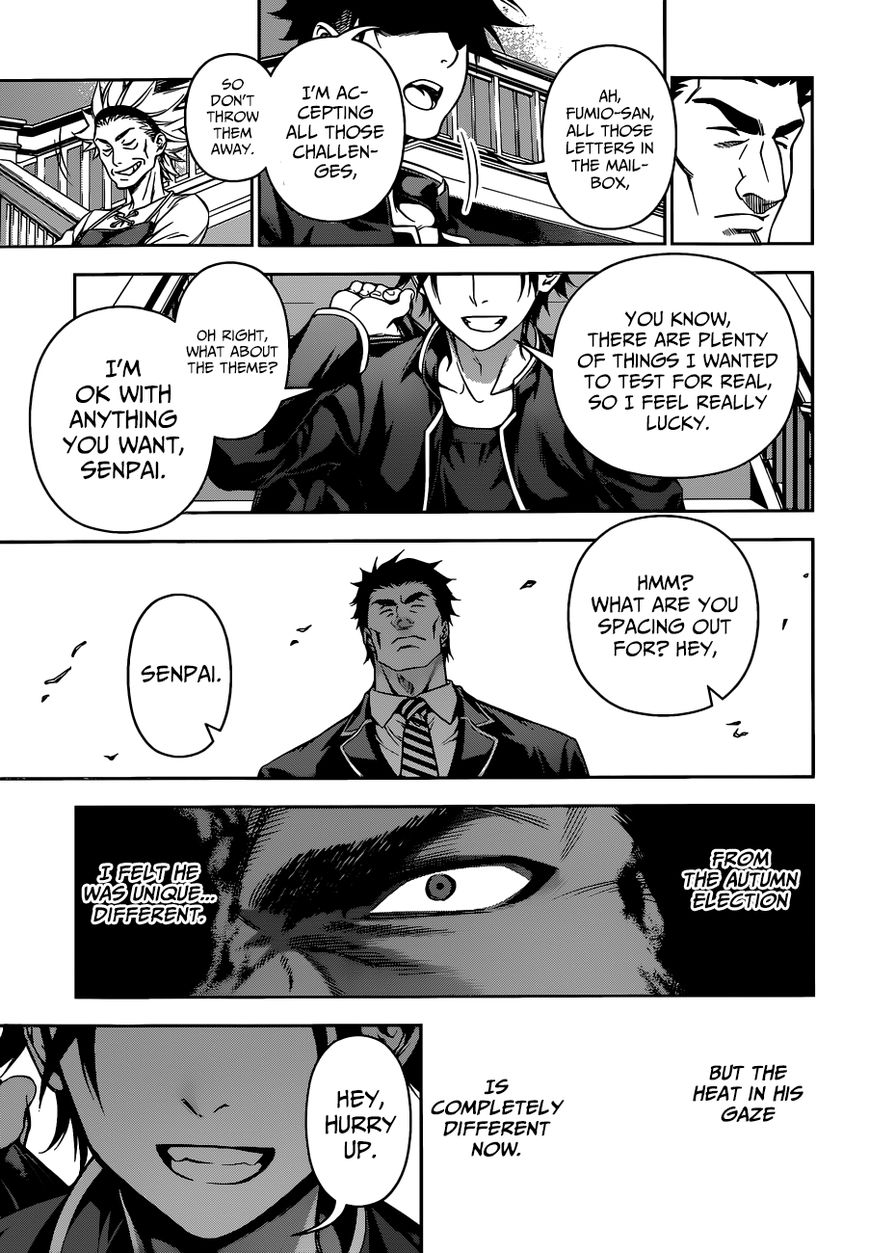 AH,
FUMIO-SAN,
ALL THOSE
LETTERS IN
THE MAIL-
BOX,
I'M AC-
CEPTING
ALL THOSE
CHALLEN-
GES,
SO
DON'T
THROW
THEM
AWAY.
YOU KNOW,
THERE ARE PLENTY
OF THINGS I WANTED
TO TEST FOR REAL,
SO I FEEL REALLY
LUCKY.
OH RIGHT,
WHAT ABOUT
THE THEME?
I'M
OK WITH
ANYTHING
YOU WANT,
SENPAI.
HMM?
WHAT ARE YOU
SPACING OUT
FOR? HEY,
SENPAI.
FROM
THE AUTUMN
ELECTION
I FELT HE
WAS UNIQUE...
DIFFERENT.
BUT THE
HEAT IN HIS
GAZE
IS
COMPLETELY
DIFFERENT
NOW.
HEY,
HURRY
UP.